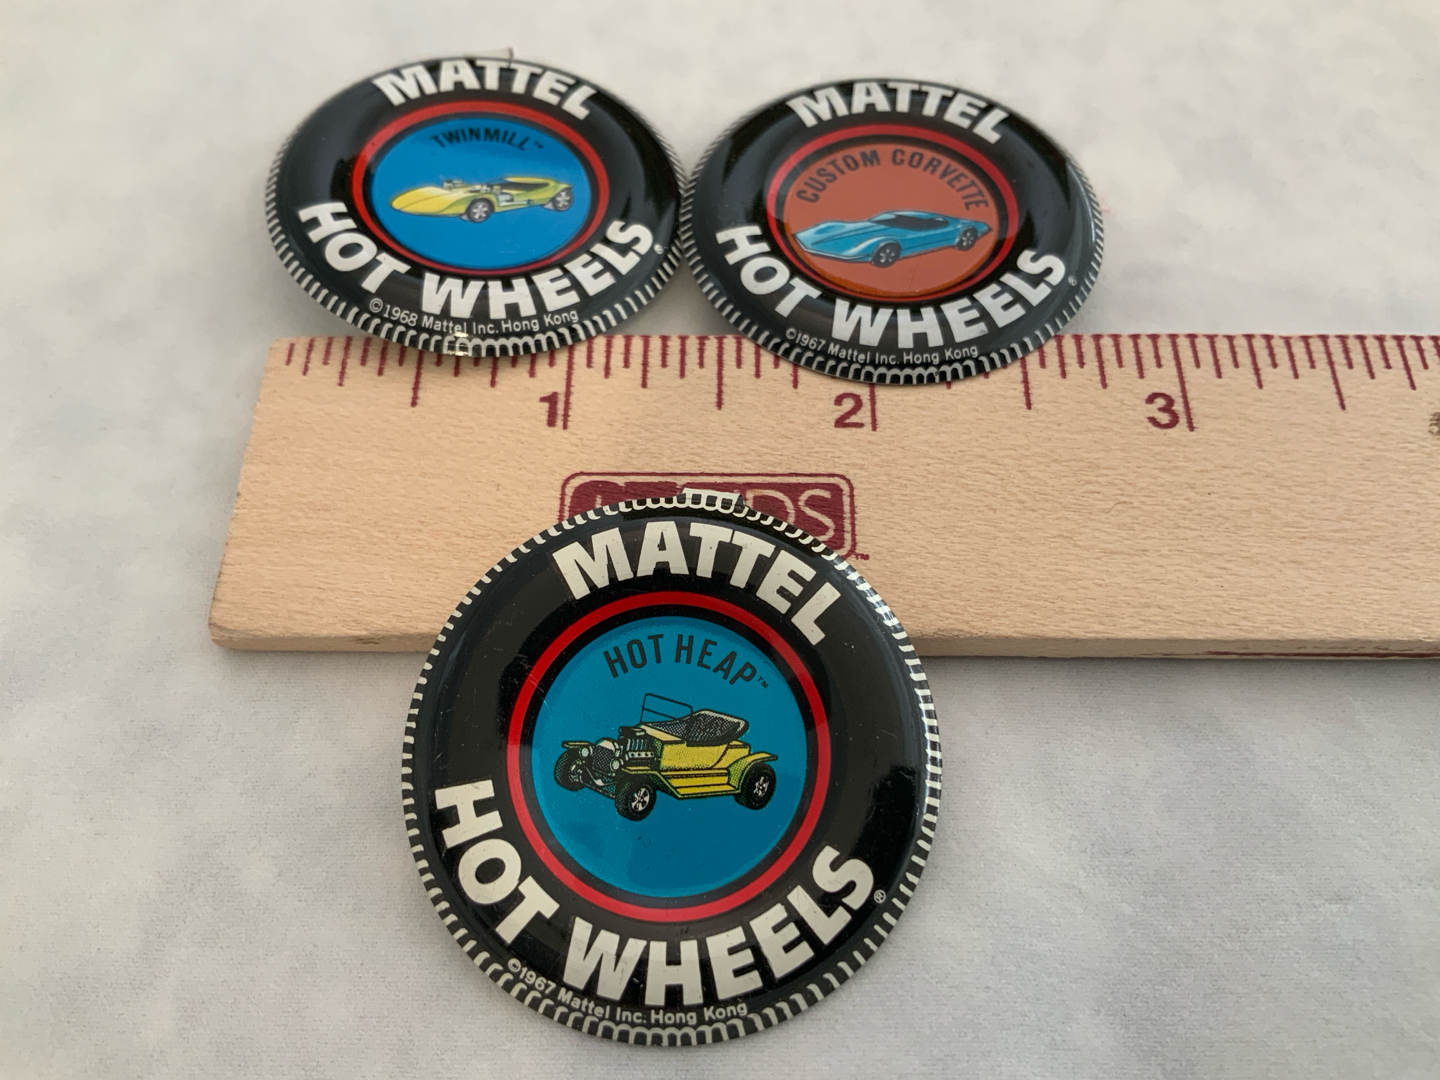 MATTEL
TWINMILL™
HOT WHEELS®
©1968 Mattel Inc. Hong Kong
MATTEL
CUSTOM CORVETTE
HOT WHEELS®
©1967 Mattel Inc. Hong Kong
1 2 3
DS™
MATTEL
HOT HEAP™
HOT WHEELS®
©1967 Mattel Inc. Hong Kong